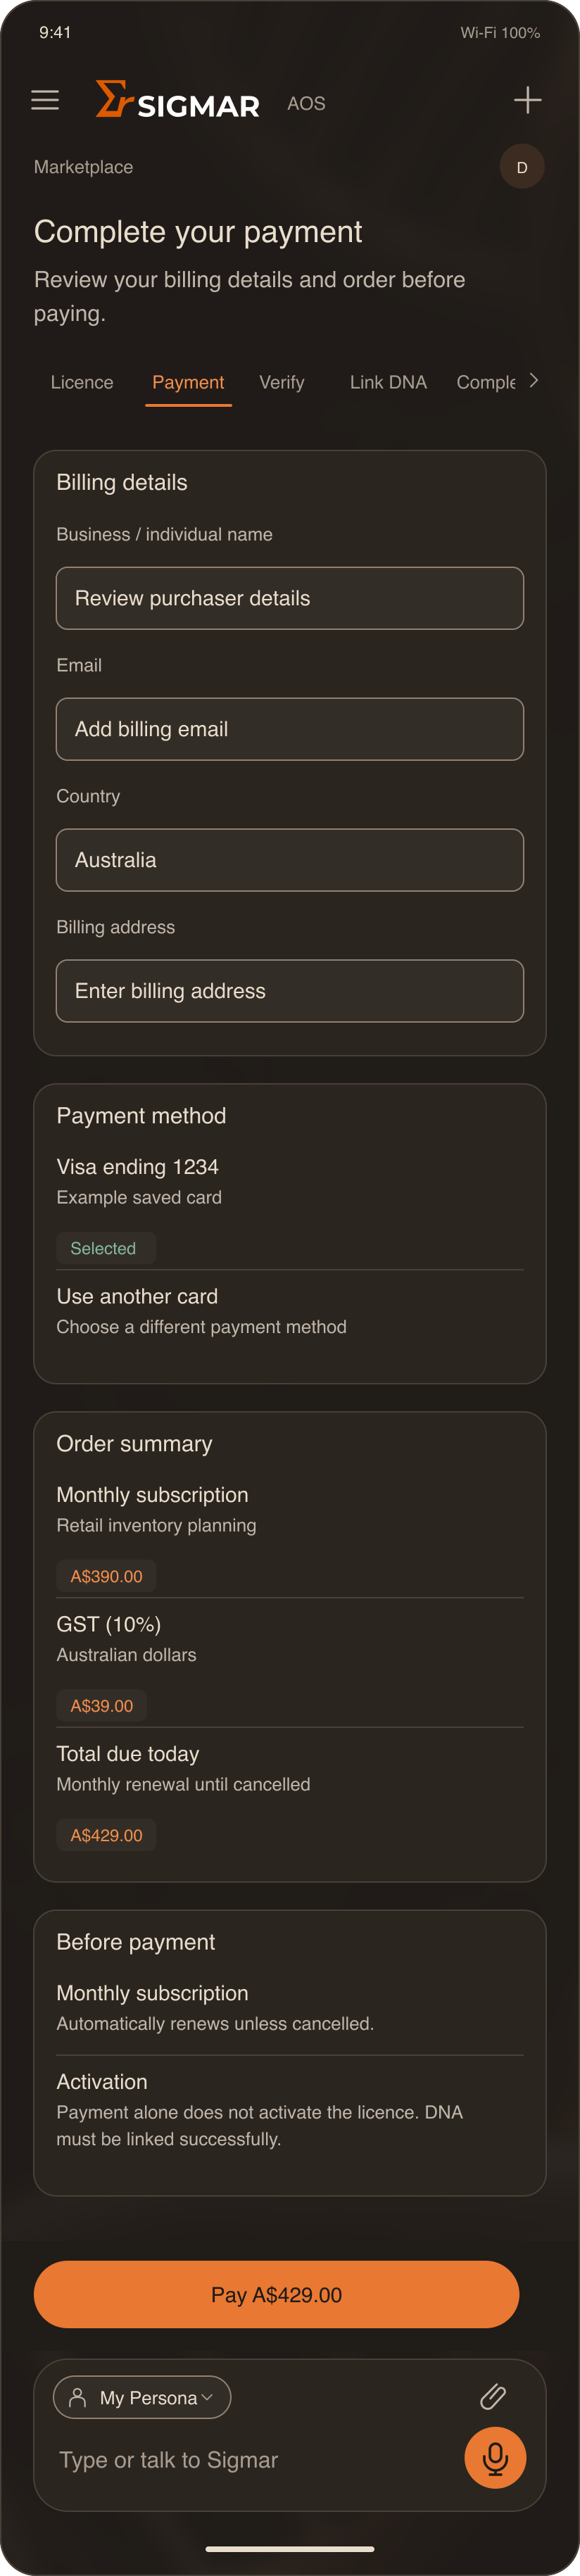 9:41
Wi-Fi 100%
SIGMAR AOS
Marketplace
D
Complete your payment
Review your billing details and order before
paying.
Licence Payment Verify Link DNA Comple
Billing details
Business / individual name
Review purchaser details
Email
Add billing email
Country
Australia
Billing address
Enter billing address
Payment method
Visa ending 1234
Example saved card
Selected
Use another card
Choose a different payment method
Order summary
Monthly subscription
Retail inventory planning
A$390.00
GST (10%)
Australian dollars
A$39.00
Total due today
Monthly renewal until cancelled
A$429.00
Before payment
Monthly subscription
Automatically renews unless cancelled.
Activation
Payment alone does not activate the licence. DNA
must be linked successfully.
Pay A$429.00
My Persona
Type or talk to Sigmar